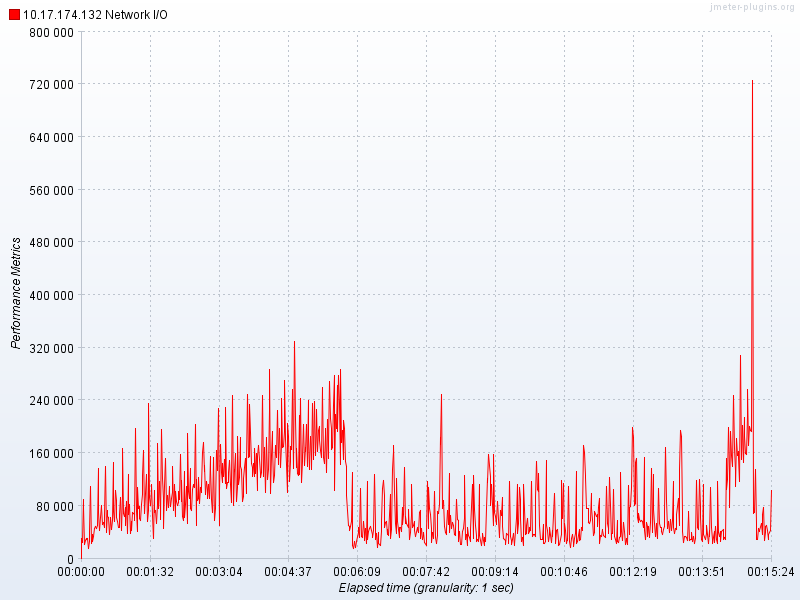 10.17.174.132 Network I/O
jmeter-plugins.org
800 000
720 000
640 000
560 000
480 000
400 000
320 000
240 000
160 000
80 000
0
Performance Metrics
00:00:00 00:01:32 00:03:04 00:04:37 00:06:09 00:07:42 00:09:14 00:10:46 00:12:19 00:13:51 00:15:24
Elapsed time (granularity: 1 sec)